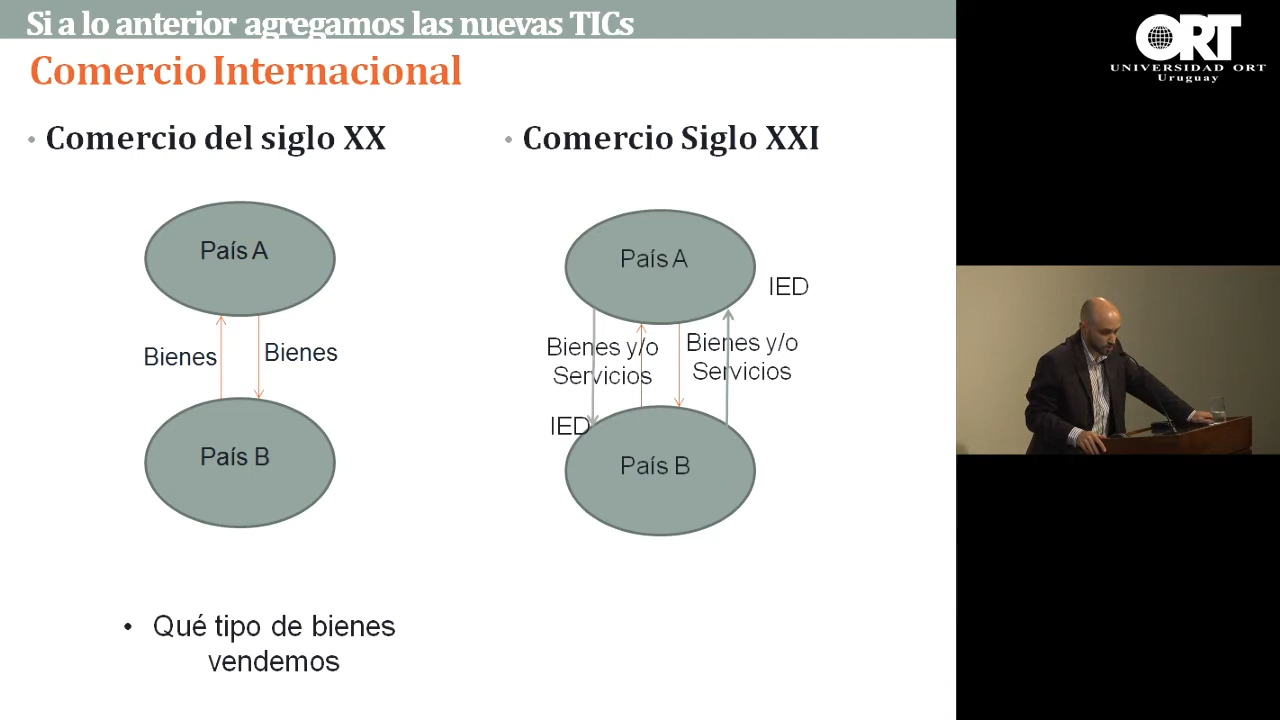 Si a lo anterior agregamos las nuevas TICs
Comercio Internacional
• Comercio del siglo XX
País A
Bienes
Bienes
País B
• Qué tipo de bienes
vendemos
• Comercio Siglo XXI
País A
IED
Bienes y/o
Servicios
Bienes y/o
Servicios
IED
País B
ORT
UNIVERSIDAD ORT
Uruguay